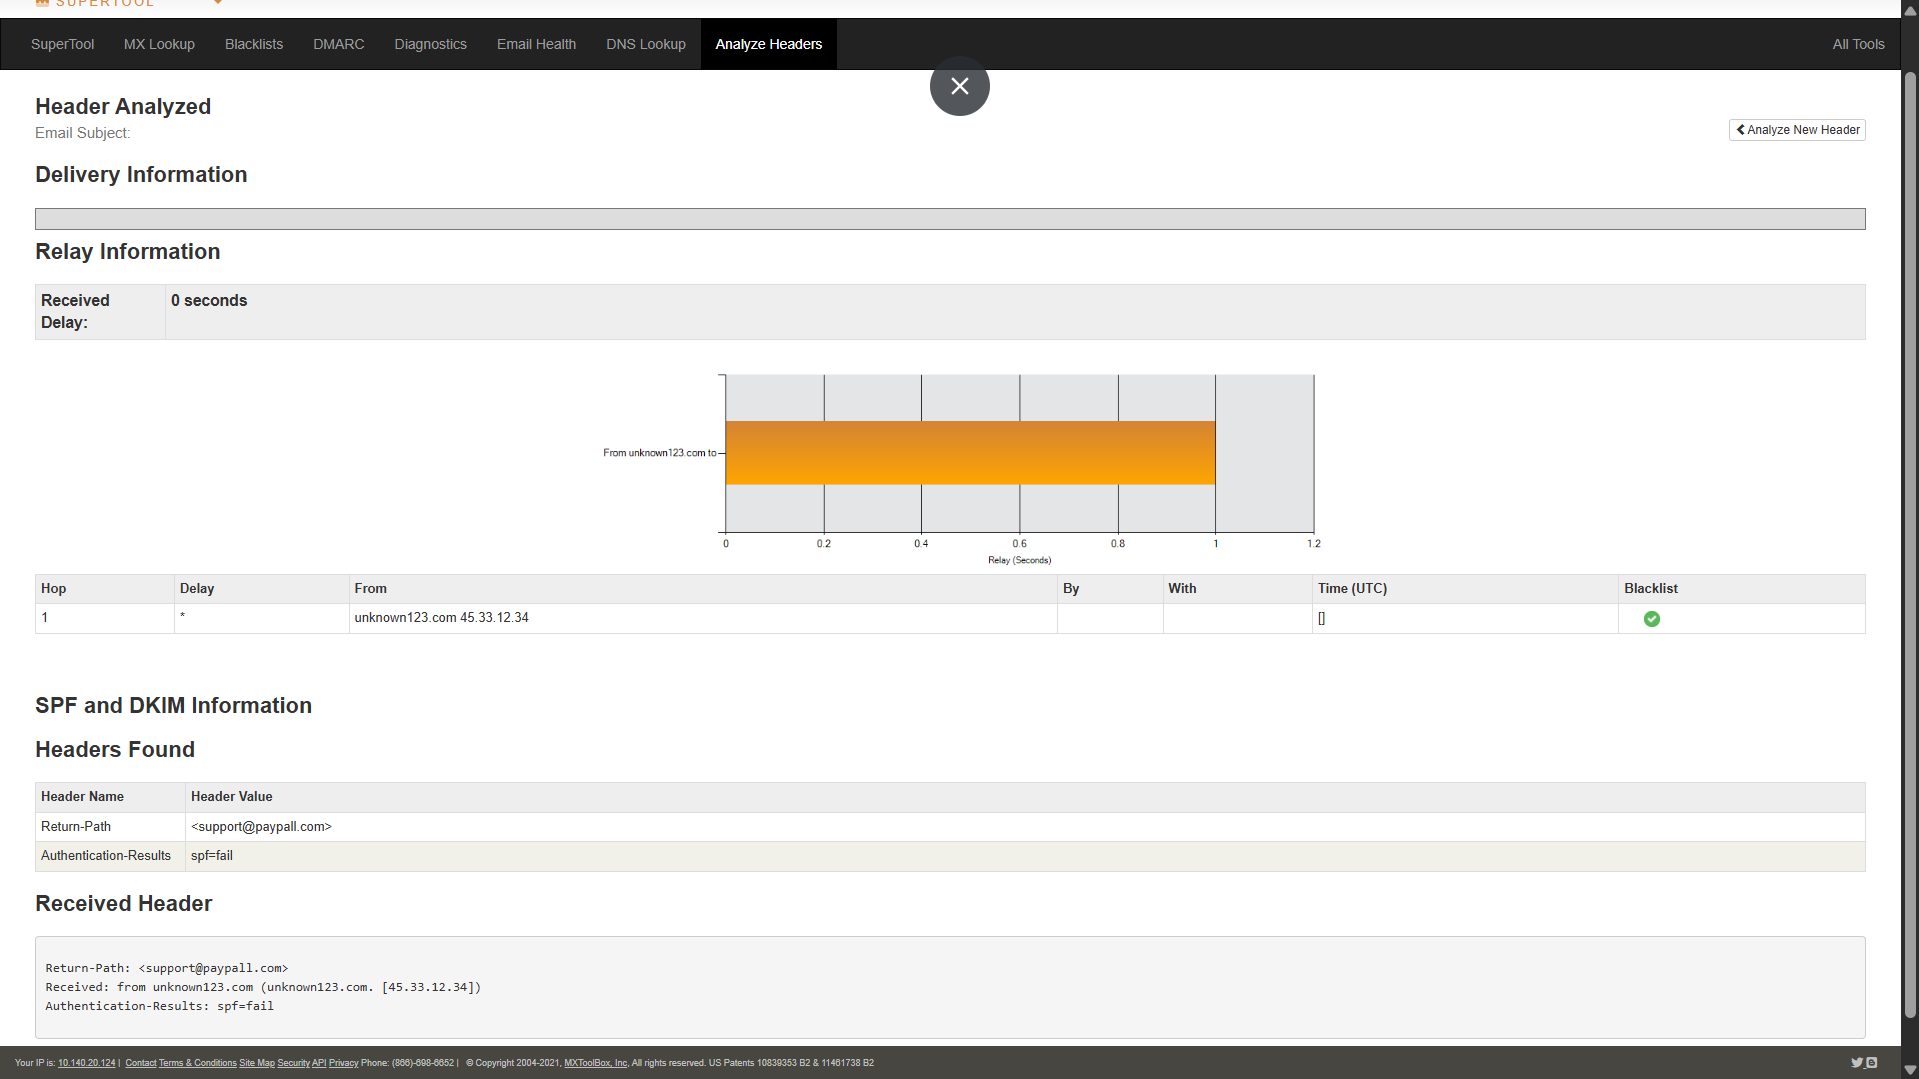 SUPERTOOL
SuperTool MX Lookup Blacklists DMARC Diagnostics Email Health DNS Lookup Analyze Headers All Tools
Header Analyzed
Email Subject:
Analyze New Header
Delivery Information
Relay Information
Received Delay: 0 seconds
From unknown123.com to
0 0.2 0.4 0.6 0.8 1 1.2
Relay (Seconds)
Hop Delay From By With Time (UTC) Blacklist
1 * unknown123.com 45.33.12.34 []
SPF and DKIM Information
Headers Found
Header Name Header Value
Return-Path <support@paypall.com>
Authentication-Results spf=fail
Received Header
Return-Path: <support@paypall.com>
Received: from unknown123.com (unknown123.com. [45.33.12.34])
Authentication-Results: spf=fail
Your IP is: 10.140.20.124 | Contact Terms & Conditions Site Map Security API Privacy Phone: (866)-698-6652 | © Copyright 2004-2021, MXToolBox, Inc, All rights reserved. US Patents 10839353 B2 & 11461738 B2